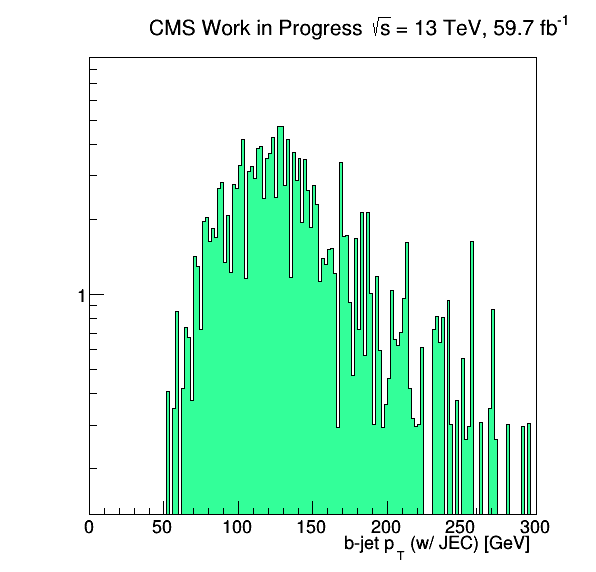 CMS Work in Progress √s = 13 TeV, 59.7 fb⁻¹
1
0 50 100 150 200 250 300
b-jet p_T (w/ JEC) [GeV]